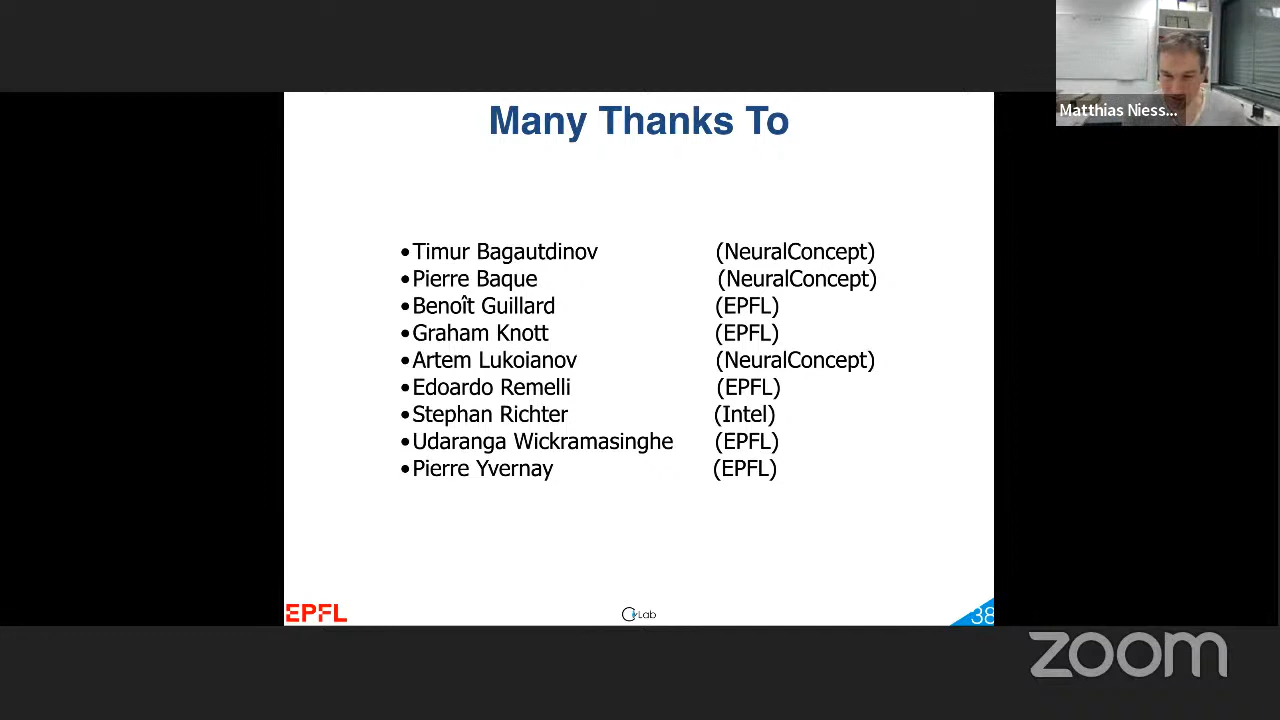 Matthias Niess...
Many Thanks To
•Timur Bagautdinov (NeuralConcept)
•Pierre Baque (NeuralConcept)
•Benoît Guillard (EPFL)
•Graham Knott (EPFL)
•Artem Lukoianov (NeuralConcept)
•Edoardo Remelli (EPFL)
•Stephan Richter (Intel)
•Udaranga Wickramasinghe (EPFL)
•Pierre Yvernay (EPFL)
EPFL CvLab 38
zoom